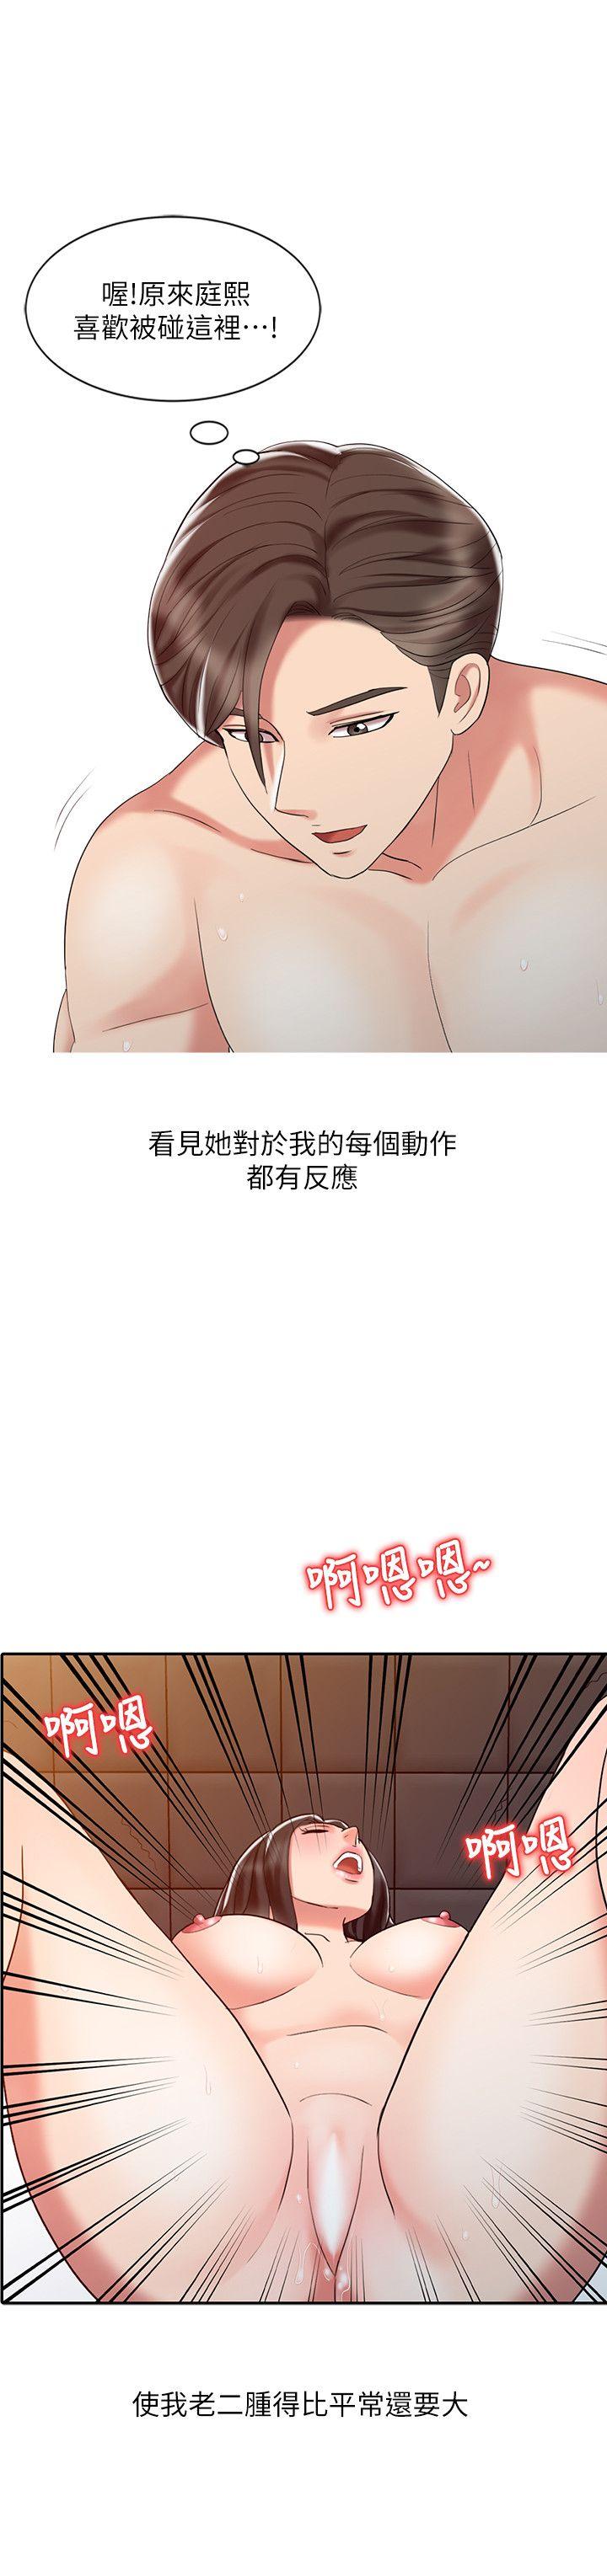 喔!原來庭熙
喜歡被碰這裡⋯!
看見她對於我的每個動作
都有反應
啊嗯嗯~
啊嗯
啊嗯
使我老二腫得比平常還要大